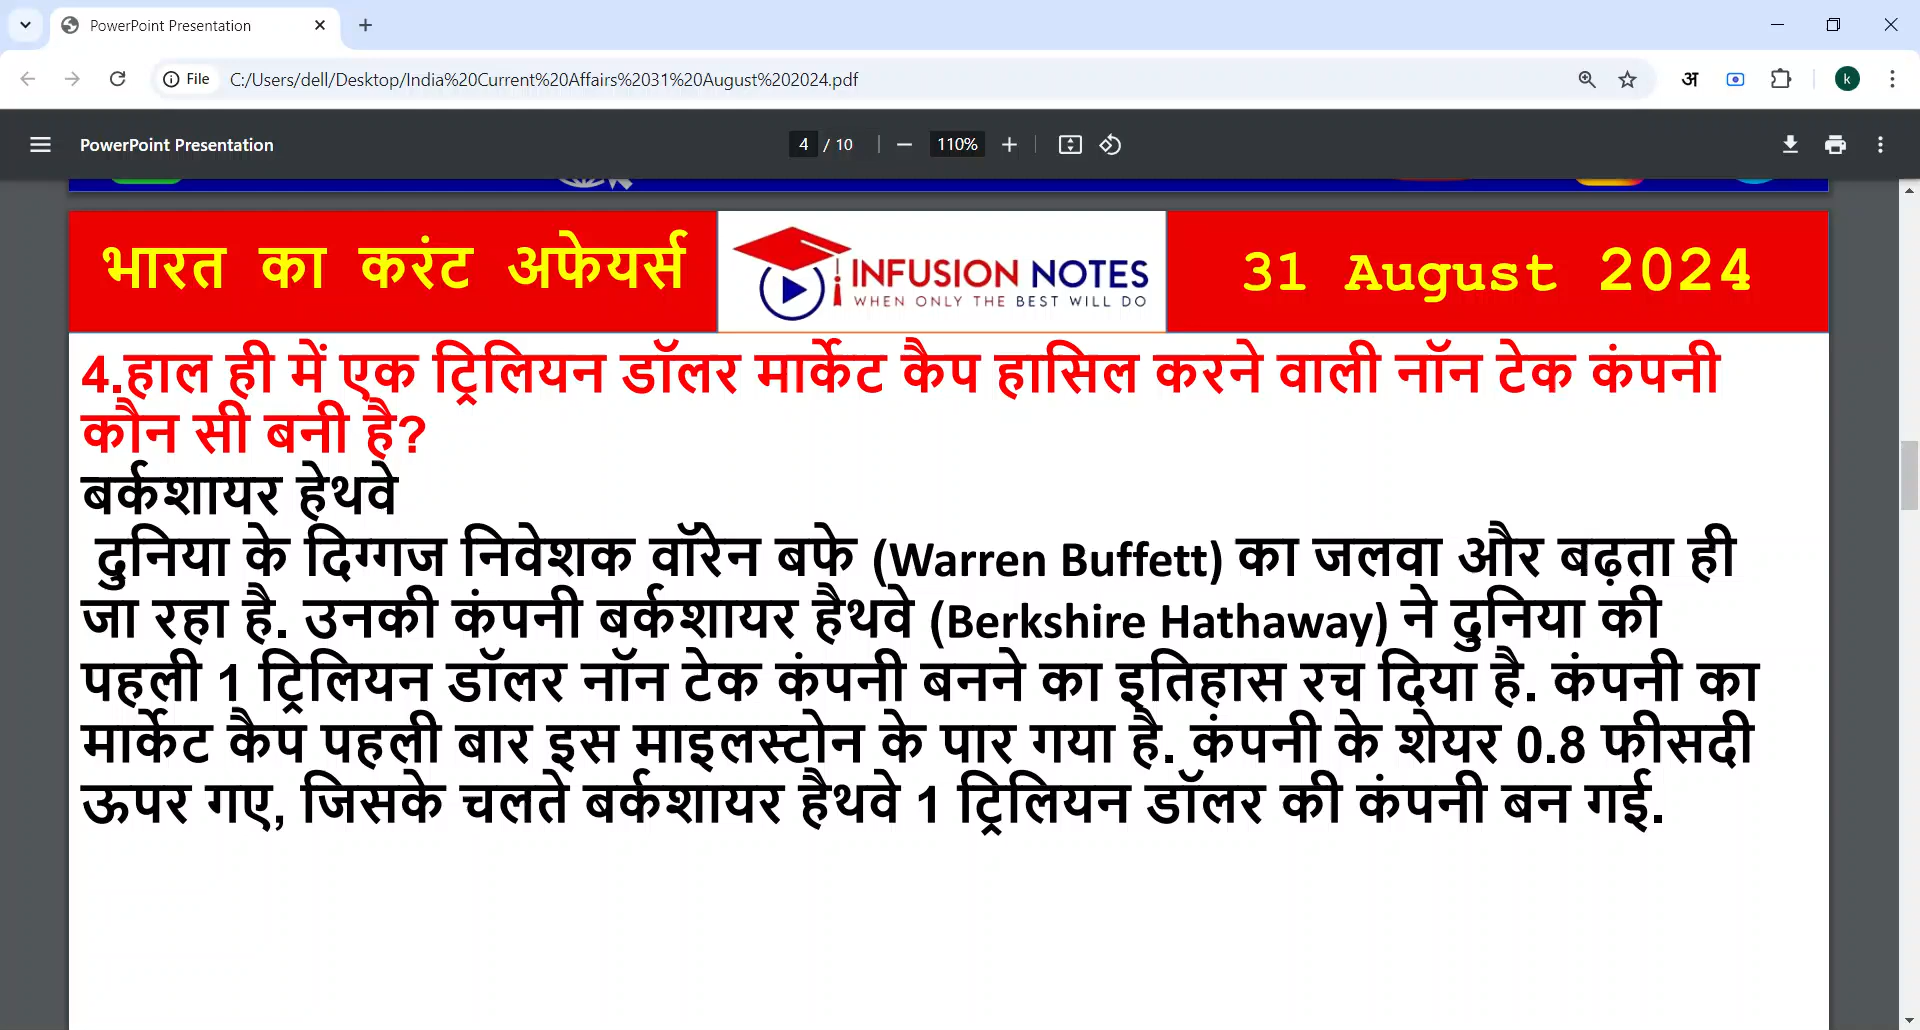 PowerPoint Presentation
File
C:/Users/dell/Desktop/India%20Current%20Affairs%2031%20August%202024.pdf
अ
k
PowerPoint Presentation
4 / 10
110%
भारत का करंट अफेयर्स
INFUSION NOTES
WHEN ONLY THE BEST WILL DO
31 August 2024
4.हाल ही में एक ट्रिलियन डॉलर मार्केट कैप हासिल करने वाली नॉन टेक कंपनी
कौन सी बनी है?
बर्कशायर हेथवे
दुनिया के दिग्गज निवेशक वॉरेन बफे (Warren Buffett) का जलवा और बढ़ता ही
जा रहा है. उनकी कंपनी बर्कशायर हैथवे (Berkshire Hathaway) ने दुनिया की
पहली 1 ट्रिलियन डॉलर नॉन टेक कंपनी बनने का इतिहास रच दिया है. कंपनी का
मार्केट कैप पहली बार इस माइलस्टोन के पार गया है. कंपनी के शेयर 0.8 फीसदी
ऊपर गए, जिसके चलते बर्कशायर हैथवे 1 ट्रिलियन डॉलर की कंपनी बन गई.